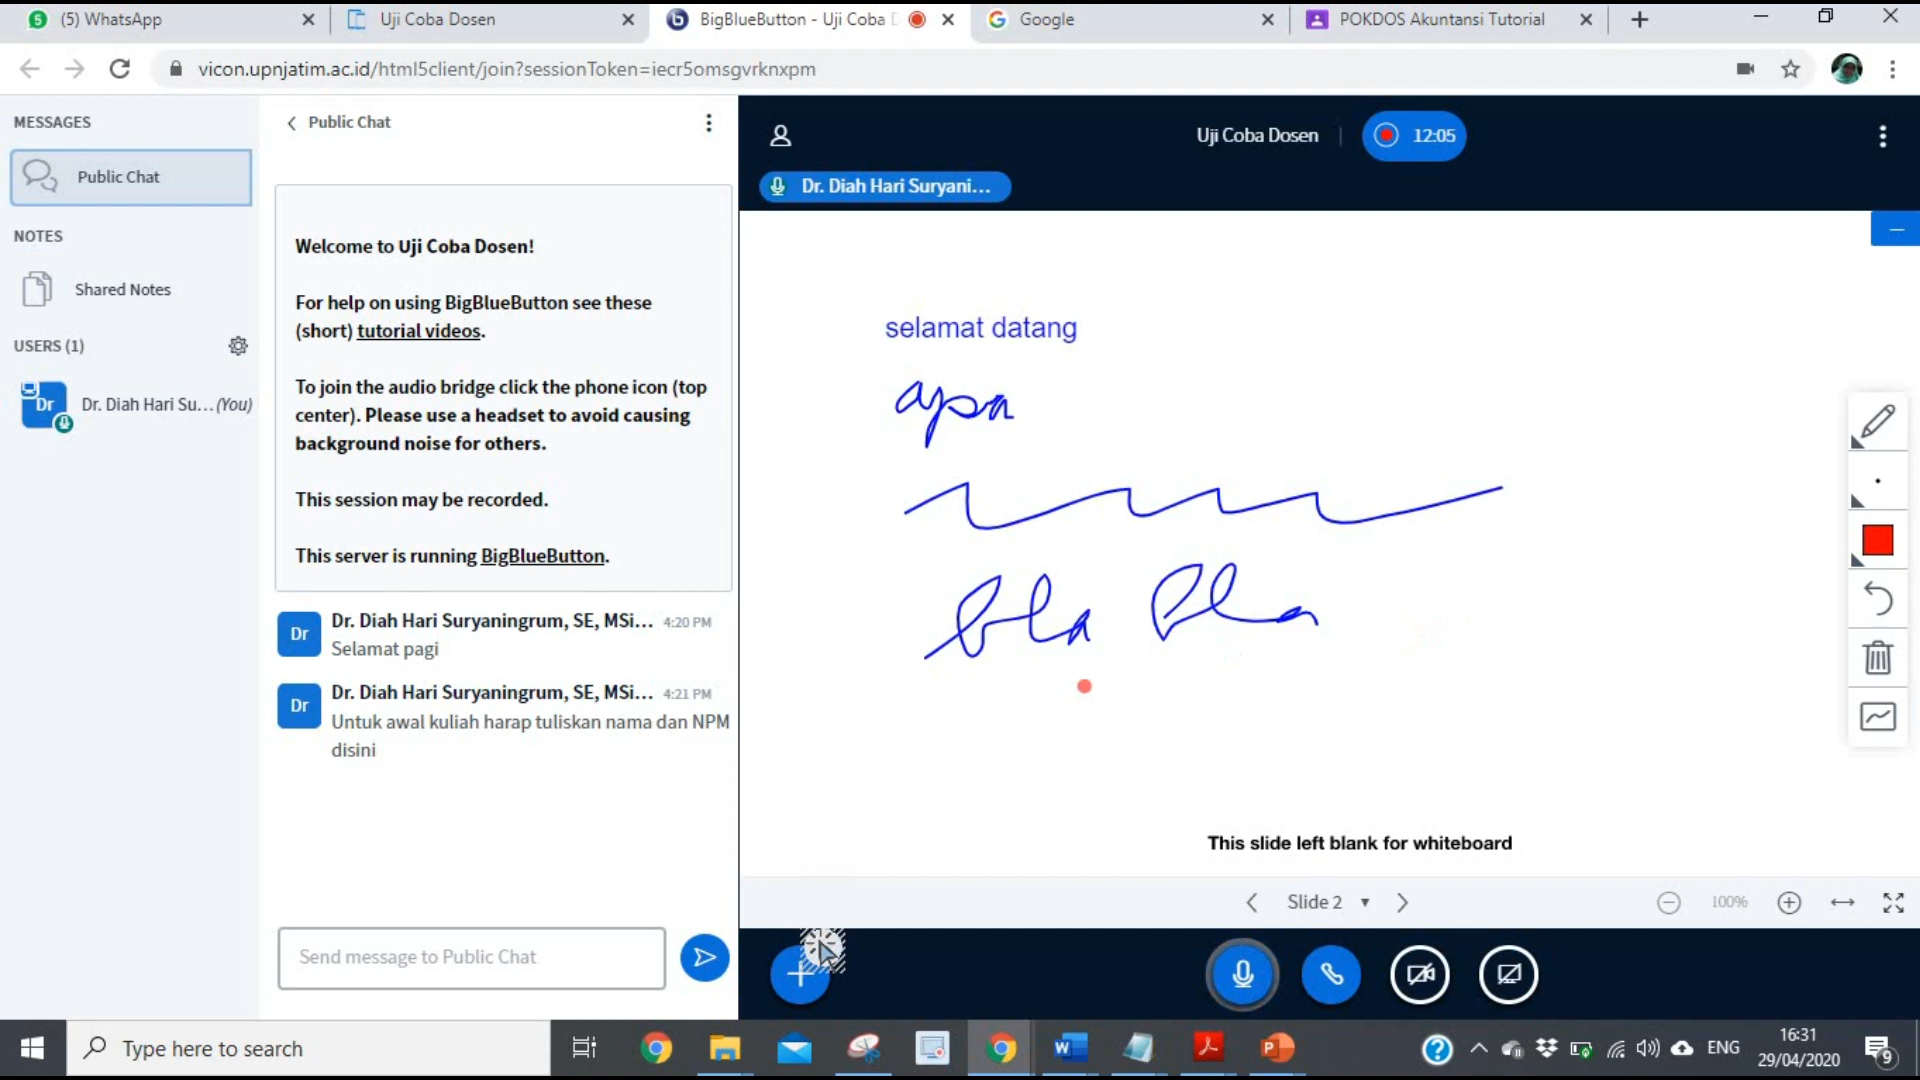 (5) WhatsApp
Uji Coba Dosen
BigBlueButton - Uji Coba D
Google
POKDOS Akuntansi Tutorial
vicon.upnjatim.ac.id/html5client/join?sessionToken=iecr5omsgvrknxpm
MESSAGES
Public Chat
NOTES
Shared Notes
USERS (1)
Dr
Dr. Diah Hari Su... (You)
Public Chat
Welcome to Uji Coba Dosen!
For help on using BigBlueButton see these
(short) tutorial videos.
To join the audio bridge click the phone icon (top
center). Please use a headset to avoid causing
background noise for others.
This session may be recorded.
This server is running BigBlueButton.
Dr
Dr. Diah Hari Suryaningrum, SE, MSi... 4:20 PM
Selamat pagi
Dr
Dr. Diah Hari Suryaningrum, SE, MSi... 4:21 PM
Untuk awal kuliah harap tuliskan nama dan NPM
disini
Send message to Public Chat
Uji Coba Dosen
12:05
Dr. Diah Hari Suryani...
selamat datang
apa
bla bla
This slide left blank for whiteboard
Slide 2
100%
Type here to search
ENG
16:31
29/04/2020
9